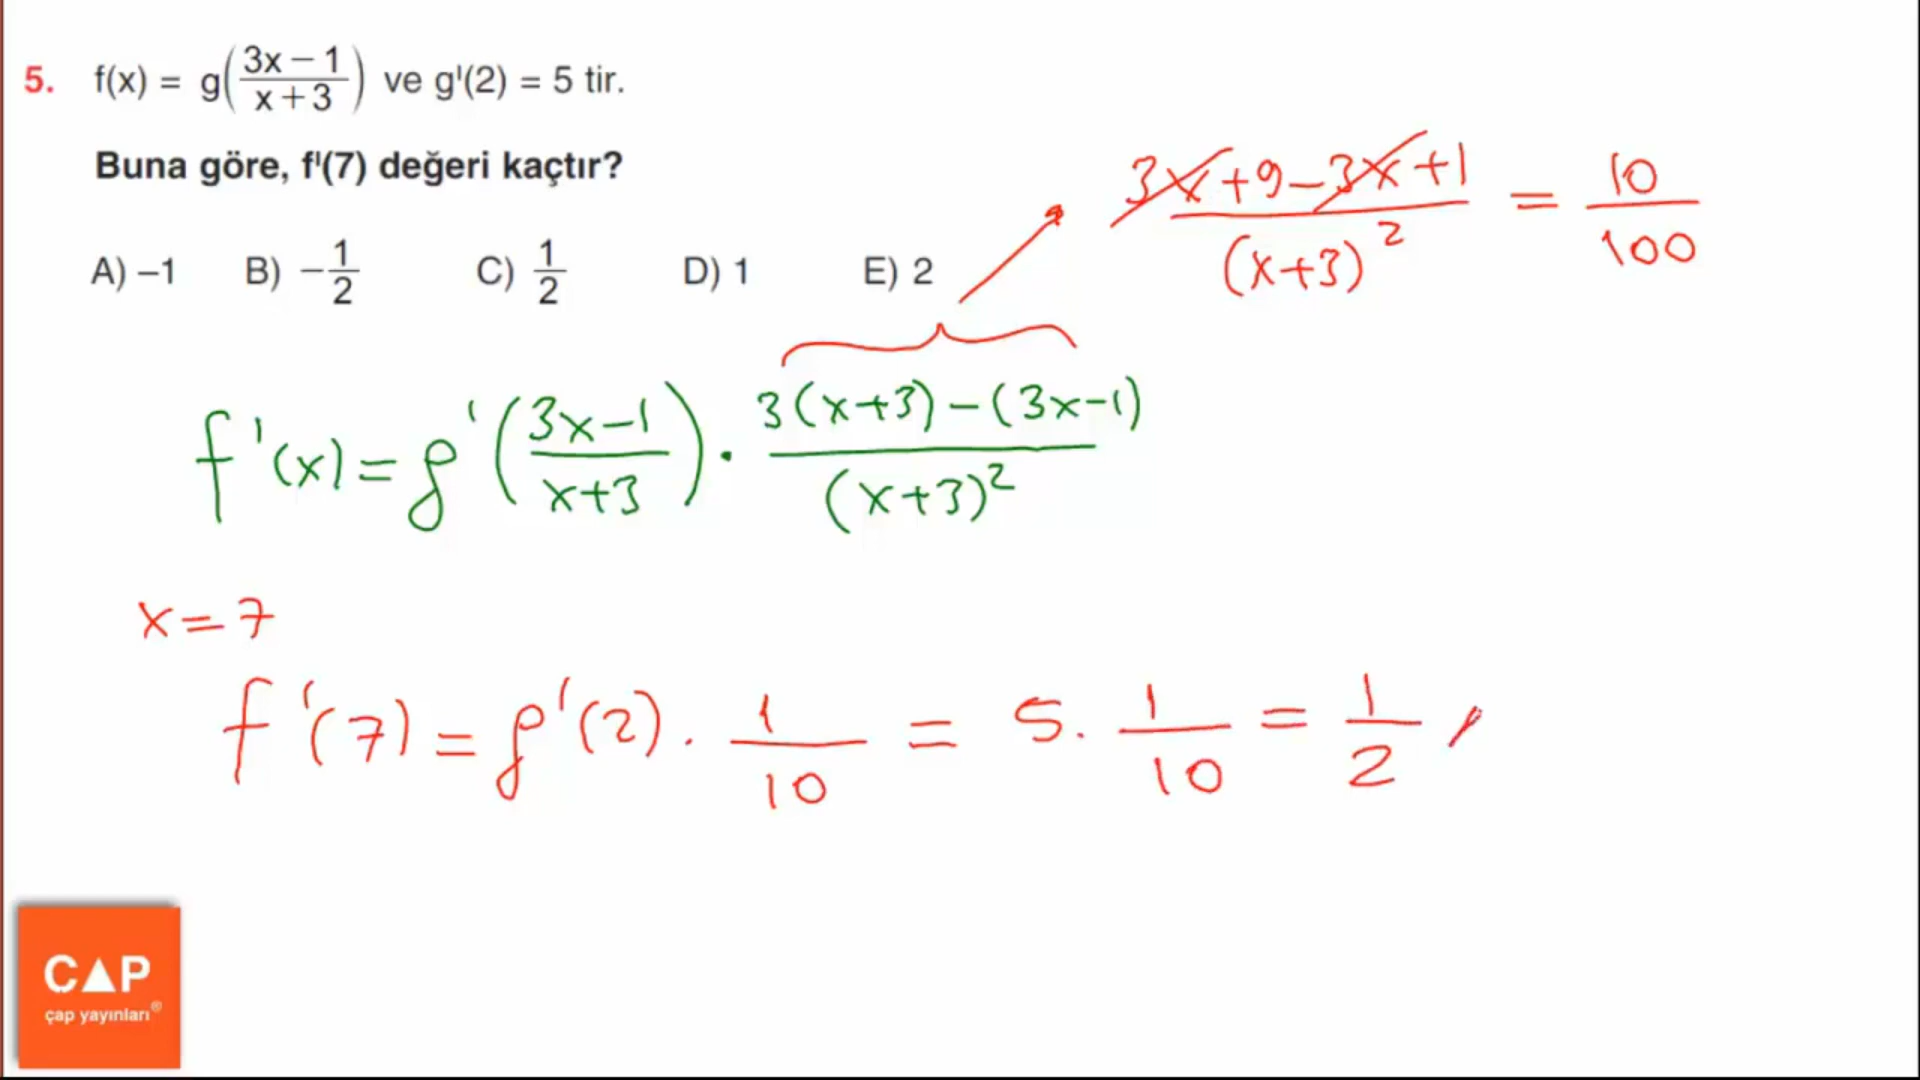 5. f(x) = g((3x – 1)/(x + 3)) ve g'(2) = 5 tir.
Buna göre, f'(7) değeri kaçtır?
A) –1 B) –1/2 C) 1/2 D) 1 E) 2
(3x+9–3x+1)/(x+3)² = 10/100
f'(x) = g'((3x–1)/(x+3)) · (3(x+3)–(3x–1))/(x+3)²
x=7
f'(7) = g'(2) · 1/10 = 5 · 1/10 = 1/2
CAP
çap yayınları®